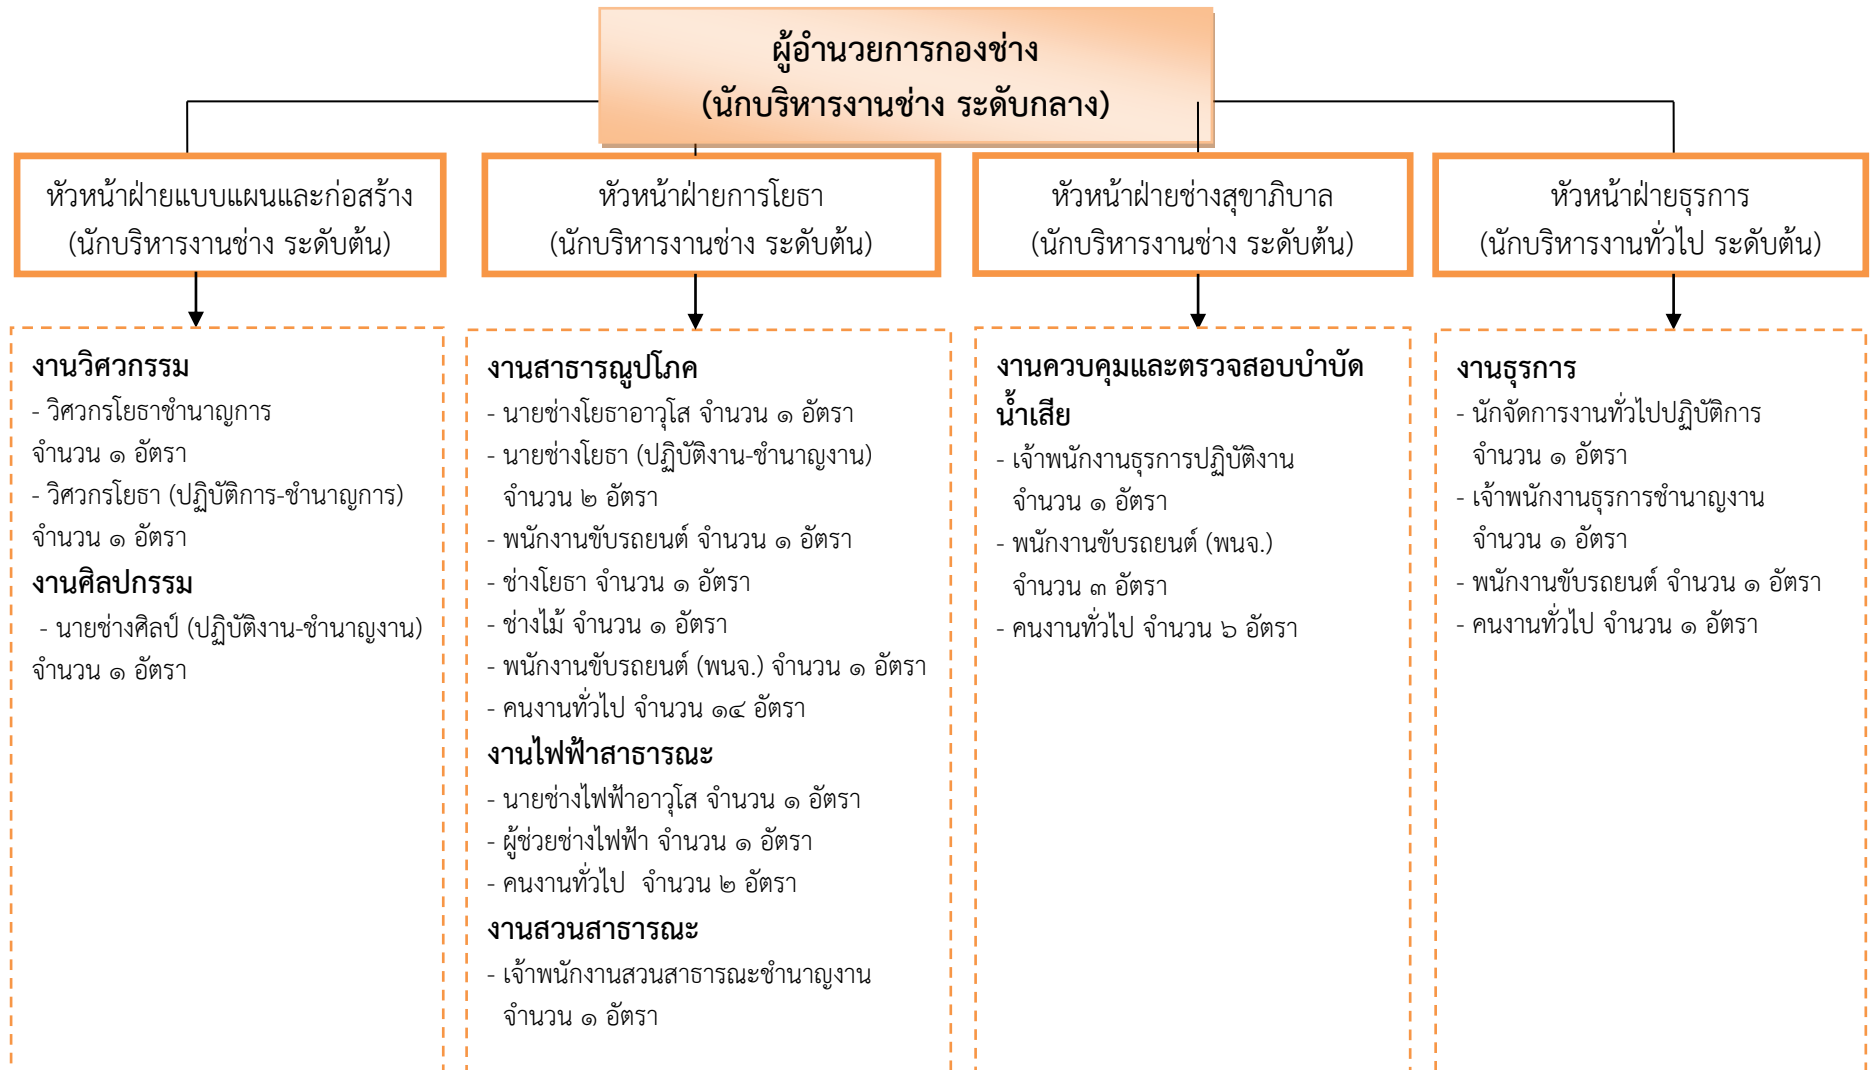 ผู้อำนวยการกองช่าง
(นักบริหารงานช่าง ระดับกลาง)
หัวหน้าฝ่ายแบบแผนและก่อสร้าง
(นักบริหารงานช่าง ระดับต้น)
หัวหน้าฝ่ายการโยธา
(นักบริหารงานช่าง ระดับต้น)
หัวหน้าฝ่ายช่างสุขาภิบาล
(นักบริหารงานช่าง ระดับต้น)
หัวหน้าฝ่ายธุรการ
(นักบริหารงานทั่วไป ระดับต้น)
งานวิศวกรรม
- วิศวกรโยธาชำนาญการ
จำนวน ๑ อัตรา
- วิศวกรโยธา (ปฏิบัติการ-ชำนาญการ)
จำนวน ๑ อัตรา
งานศิลปกรรม
- นายช่างศิลป์ (ปฏิบัติงาน-ชำนาญงาน)
จำนวน ๑ อัตรา
งานสาธารณูปโภค
- นายช่างโยธาอาวุโส จำนวน ๑ อัตรา
- นายช่างโยธา (ปฏิบัติงาน-ชำนาญงาน)
จำนวน ๒ อัตรา
- พนักงานขับรถยนต์ จำนวน ๑ อัตรา
- ช่างโยธา จำนวน ๑ อัตรา
- ช่างไม้ จำนวน ๑ อัตรา
- พนักงานขับรถยนต์ (พนจ.) จำนวน ๑ อัตรา
- คนงานทั่วไป จำนวน ๑๔ อัตรา
งานไฟฟ้าสาธารณะ
- นายช่างไฟฟ้าอาวุโส จำนวน ๑ อัตรา
- ผู้ช่วยช่างไฟฟ้า จำนวน ๑ อัตรา
- คนงานทั่วไป จำนวน ๒ อัตรา
งานสวนสาธารณะ
- เจ้าพนักงานสวนสาธารณะชำนาญงาน
จำนวน ๑ อัตรา
งานควบคุมและตรวจสอบบำบัด
น้ำเสีย
- เจ้าพนักงานธุรการปฏิบัติงาน
จำนวน ๑ อัตรา
- พนักงานขับรถยนต์ (พนจ.)
จำนวน ๓ อัตรา
- คนงานทั่วไป จำนวน ๖ อัตรา
งานธุรการ
- นักจัดการงานทั่วไปปฏิบัติการ
จำนวน ๑ อัตรา
- เจ้าพนักงานธุรการชำนาญงาน
จำนวน ๑ อัตรา
- พนักงานขับรถยนต์ จำนวน ๑ อัตรา
- คนงานทั่วไป จำนวน ๑ อัตรา